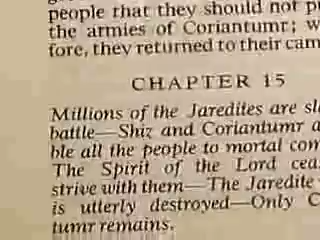 people that they should not p
the armies of Coriantumr; w
fore, they returned to their cam
CHAPTER 15
Millions of the Jaredites are sl
battle—Shiz and Coriantumr a
ble all the people to mortal com
The Spirit of the Lord cea
strive with them—The Jaredite
is utterly destroyed—Only C
tumr remains.